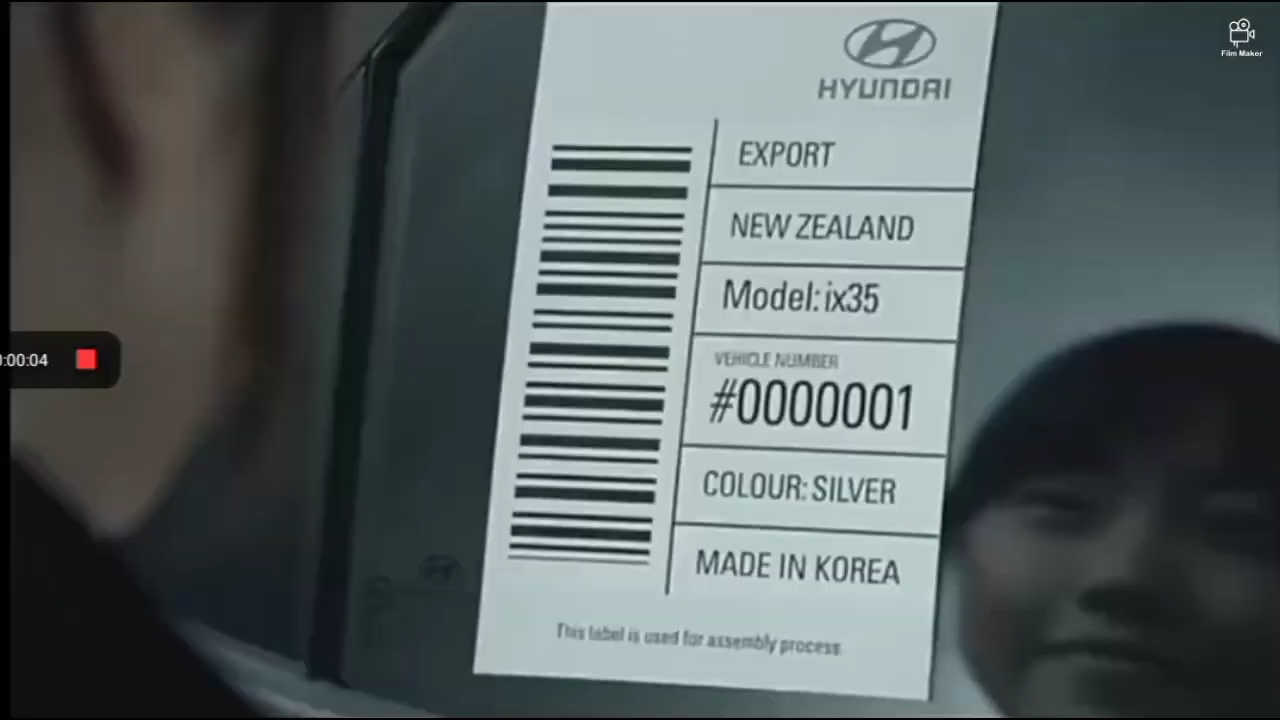 Film Maker
HYUNDAI
EXPORT
NEW ZEALAND
Model: ix35
VEHICLE NUMBER
#0000001
COLOUR: SILVER
MADE IN KOREA
This label is used for assembly process
:00:04